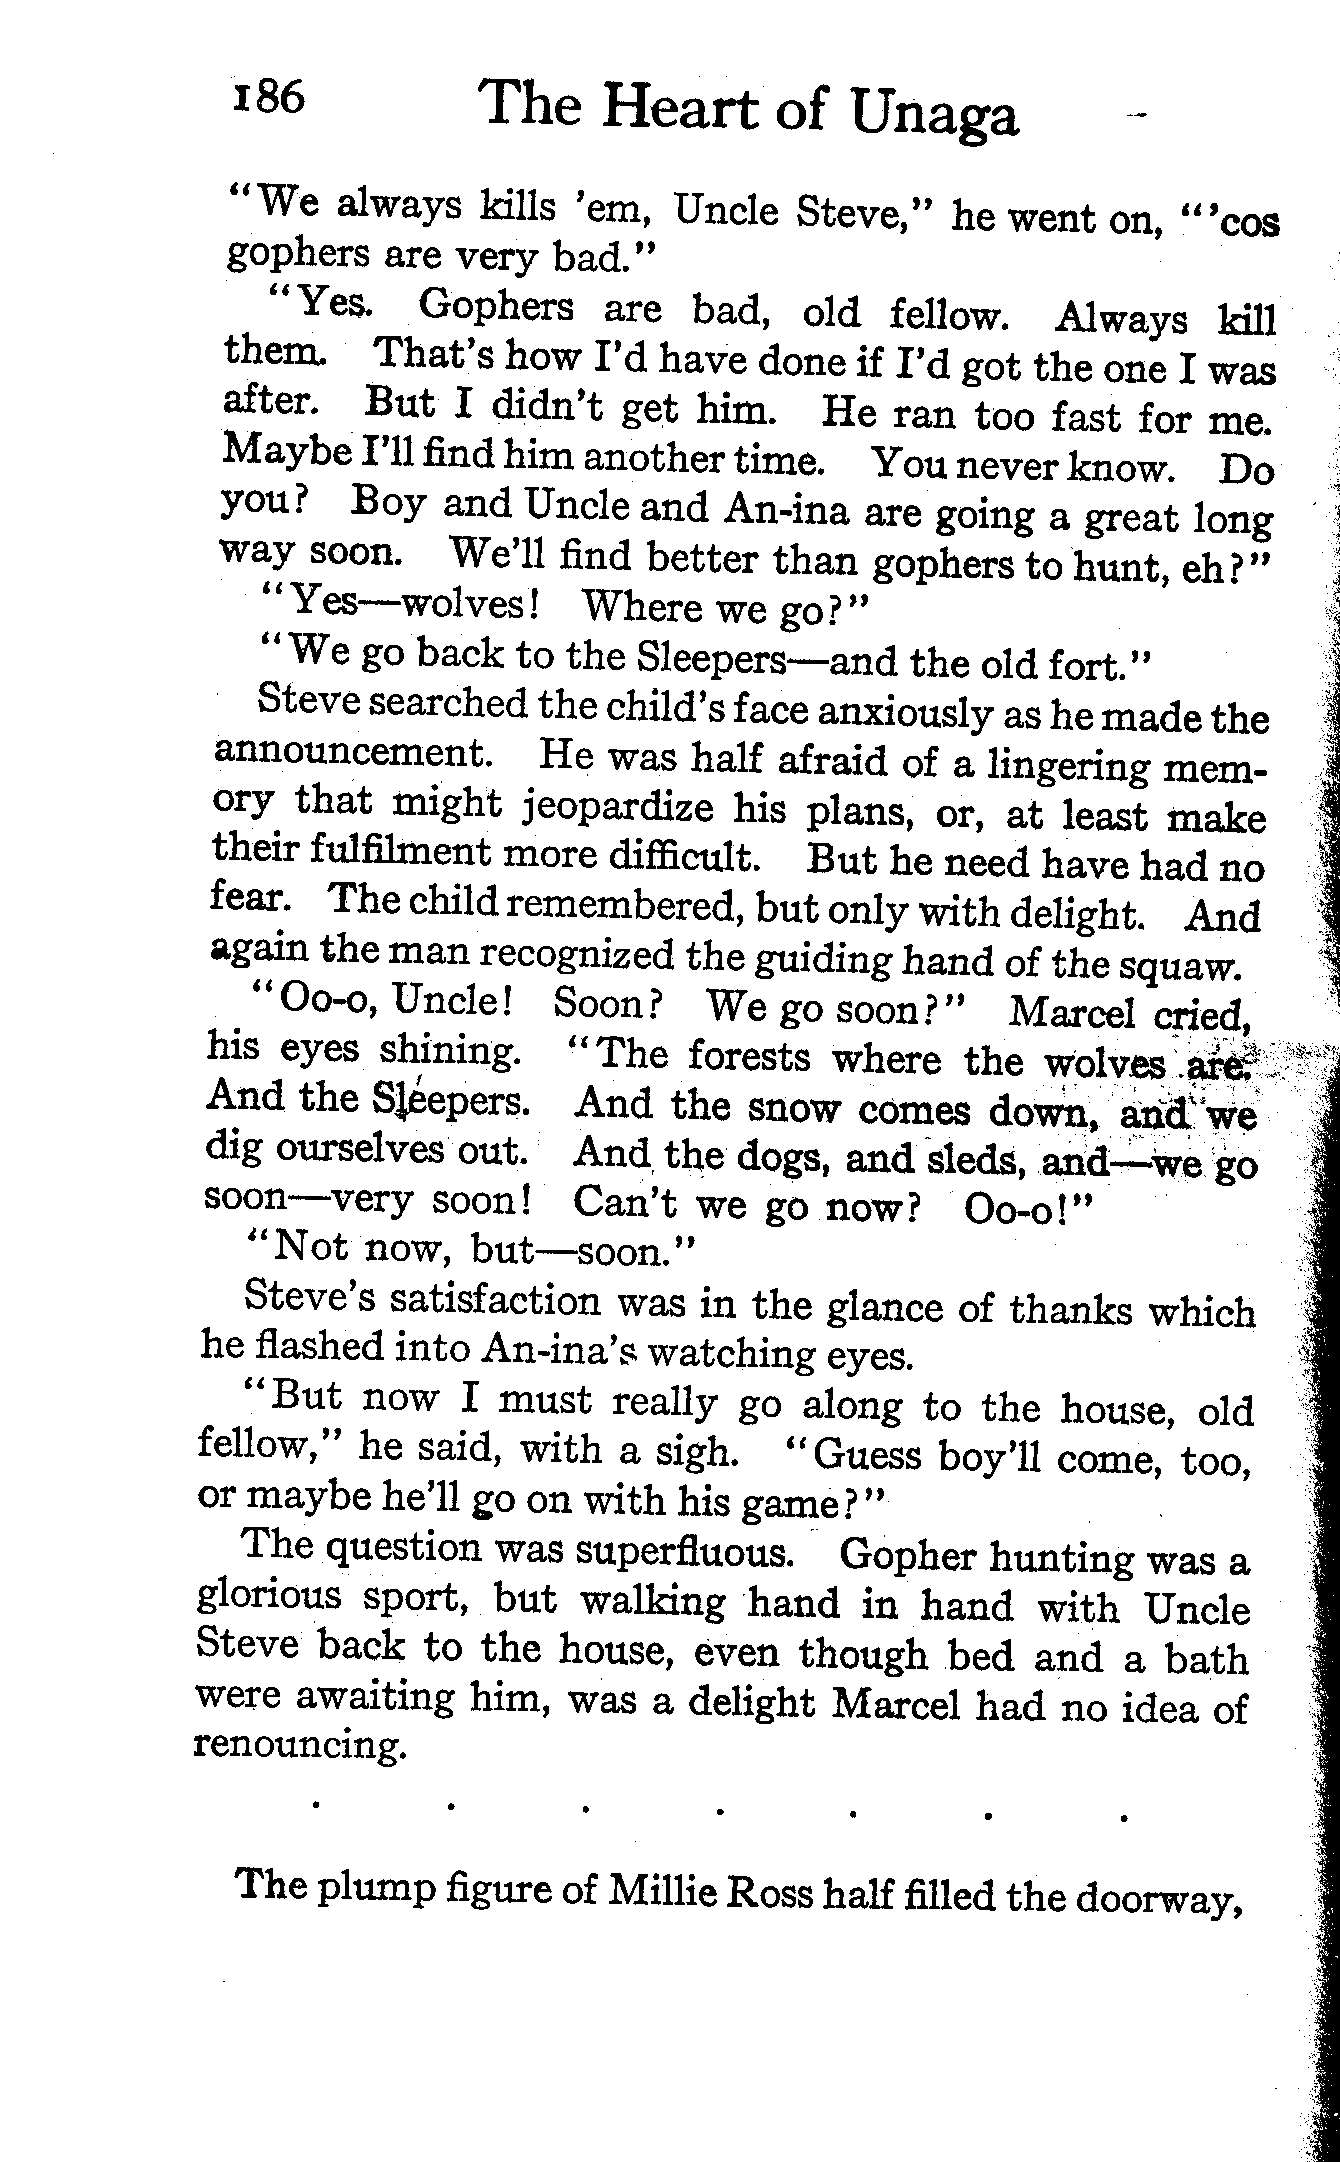 186 The Heart of Unaga
“We always kills ’em, Uncle Steve,” he went on, “’cos
gophers are very bad.”
“Yes. Gophers are bad, old fellow. Always kill
them. That’s how I’d have done if I’d got the one I was
after. But I didn’t get him. He ran too fast for me.
Maybe I’ll find him another time. You never know. Do
you? Boy and Uncle and An-ina are going a great long
way soon. We’ll find better than gophers to hunt, eh?”
“Yes—wolves! Where we go?”
“We go back to the Sleepers—and the old fort.”
Steve searched the child’s face anxiously as he made the
announcement. He was half afraid of a lingering mem-
ory that might jeopardize his plans, or, at least make
their fulfilment more difficult. But he need have had no
fear. The child remembered, but only with delight. And
again the man recognized the guiding hand of the squaw.
“Oo-o, Uncle! Soon? We go soon?” Marcel cried,
his eyes shining. “The forests where the wolves are.
And the Sleepers. And the snow comes down, and we
dig ourselves out. And the dogs, and sleds, and—we go
soon—very soon! Can’t we go now? Oo-o!”
“Not now, but—soon.”
Steve’s satisfaction was in the glance of thanks which
he flashed into An-ina’s watching eyes.
“But now I must really go along to the house, old
fellow,” he said, with a sigh. “Guess boy’ll come, too,
or maybe he’ll go on with his game?”
The question was superfluous. Gopher hunting was a
glorious sport, but walking hand in hand with Uncle
Steve back to the house, even though bed and a bath
were awaiting him, was a delight Marcel had no idea of
renouncing.
. . . . . . .
The plump figure of Millie Ross half filled the doorway,